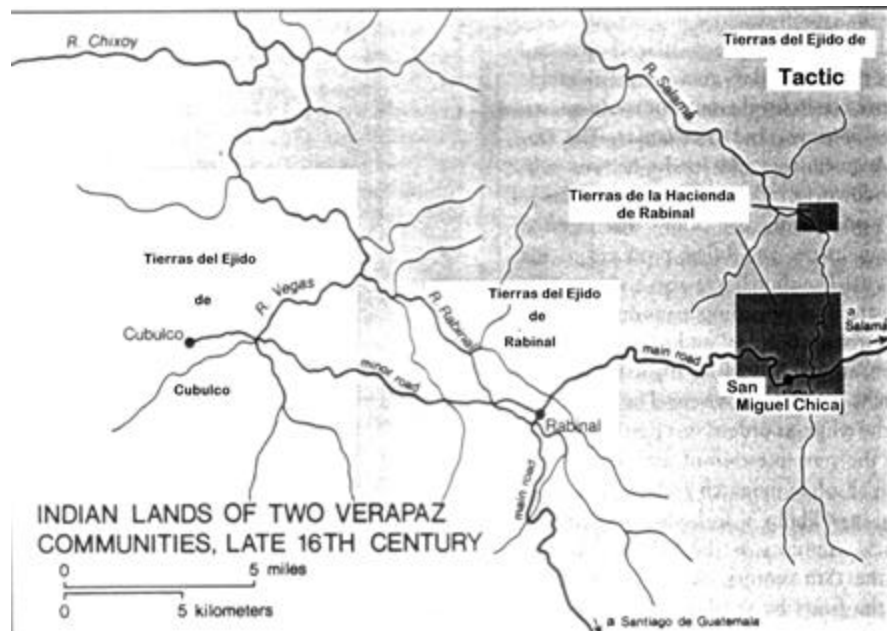 R. Chixoy
Tierras del Ejido de
Tactic
R. Salamá
Tierras de la Hacienda
de Rabinal
Tierras del Ejido
de
R. Vegas
Cubulco
Cubulco
Tierras del Ejido
de
Rabinal
R. Rabinal
a
Salamá
main road
minor road
San
Miguel Chicaj
Rabinal
main road
INDIAN LANDS OF TWO VERAPAZ
COMMUNITIES, LATE 16TH CENTURY
0 5 miles
0 5 kilometers
a Santiago de Guatemala